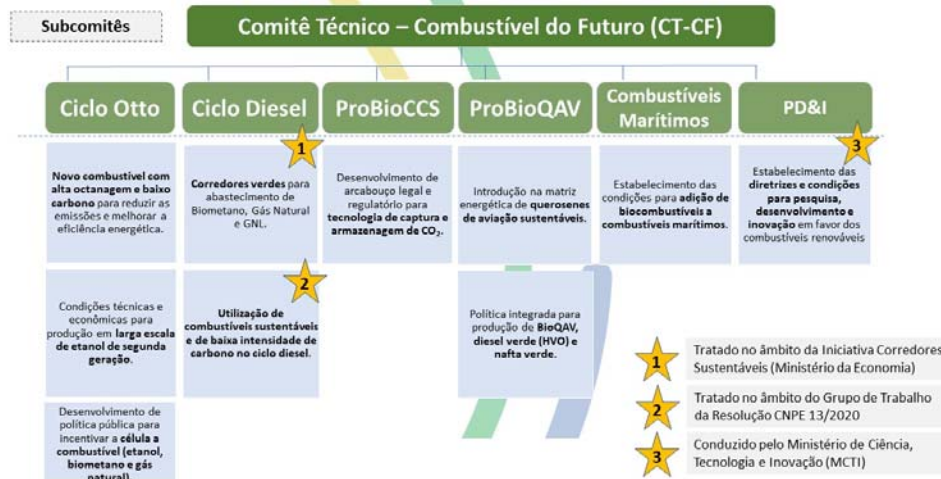 Subcomitês
Comitê Técnico – Combustível do Futuro (CT-CF)
Ciclo Otto
Ciclo Diesel
ProBioCCS
ProBioQAV
Combustíveis
Marítimos
PD&I
1
3
Novo combustível com
alta octanagem e baixo
carbono para reduzir as
emissões e melhorar a
eficiência energética.
Corredores verdes para
abastecimento de
Biometano, Gás Natural
e GNL.
Desenvolvimento de
arcabouço legal e
regulatório para
tecnologia de captura e
armazenagem de CO₂.
Introdução na matriz
energética de querosenes
de aviação sustentáveis.
Estabelecimento das
condições para adição de
biocombustíveis a
combustíveis marítimos.
Estabelecimento das
diretrizes e condições
para pesquisa,
desenvolvimento e
inovação em favor dos
combustíveis renováveis
2
Condições técnicas e
econômicas para
produção em larga escala
de etanol de segunda
geração.
Utilização de
combustíveis sustentáveis
e de baixa intensidade de
carbono no ciclo diesel.
Política integrada para
produção de BioQAV,
diesel verde (HVO) e
nafta verde.
Desenvolvimento de
política pública para
incentivar a célula a
combustível (etanol,
biometano e gás
natural)
1
Tratado no âmbito da Iniciativa Corredores
Sustentáveis (Ministério da Economia)
2
Tratado no âmbito do Grupo de Trabalho
da Resolução CNPE 13/2020
3
Conduzido pelo Ministério de Ciência,
Tecnologia e Inovação (MCTI)